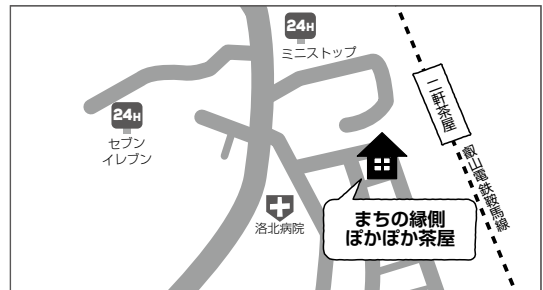 24H
ミニストップ
24H
セブン
イレブン
二軒茶屋
叡山電鉄鞍馬線
洛北病院
まちの縁側
ぽかぽか茶屋